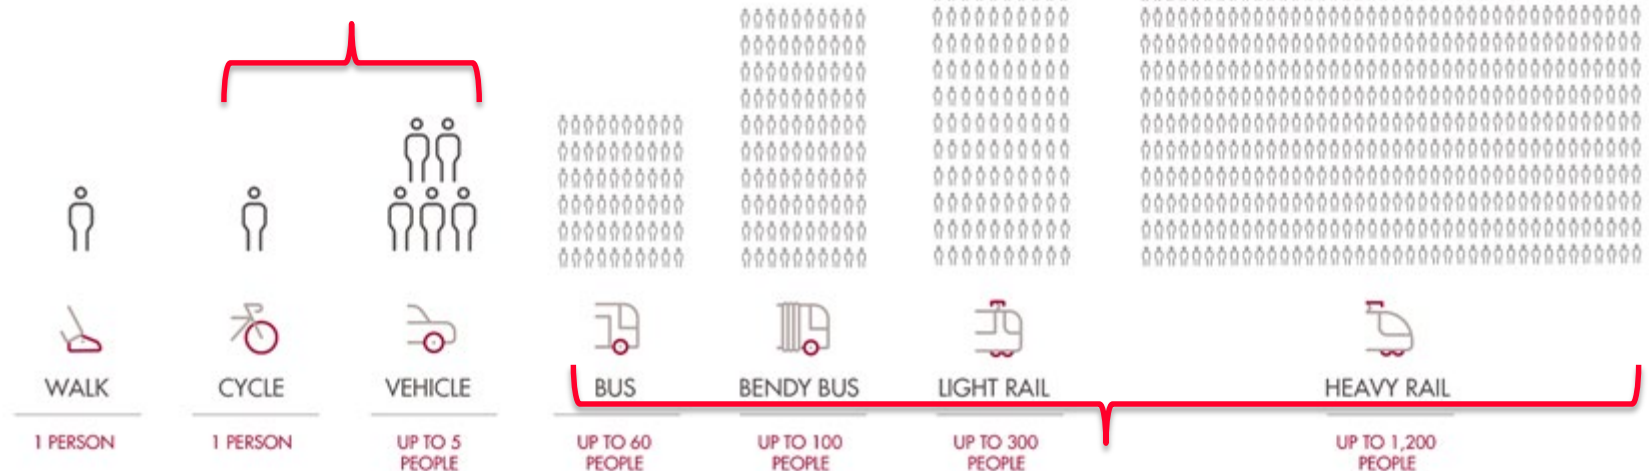 WALK
1 PERSON
CYCLE
1 PERSON
VEHICLE
UP TO 5
PEOPLE
BUS
UP TO 60
PEOPLE
BENDY BUS
UP TO 100
PEOPLE
LIGHT RAIL
UP TO 300
PEOPLE
HEAVY RAIL
UP TO 1,200
PEOPLE